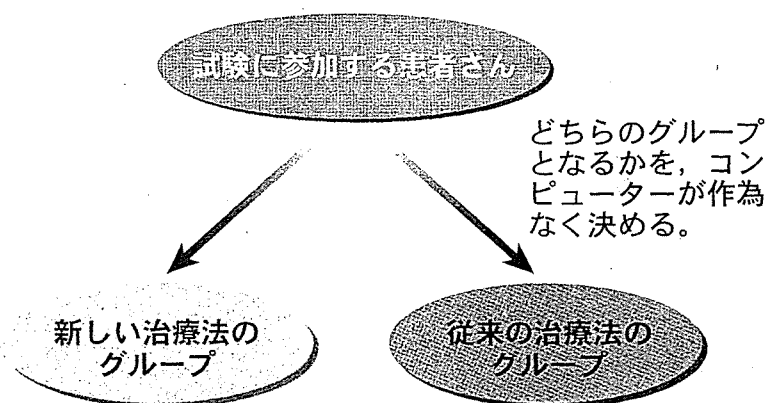 試験に参加する患者さん
どちらのグループ
となるかを，コン
ピューターが作為
なく決める。
新しい治療法の
グループ
従来の治療法の
グループ